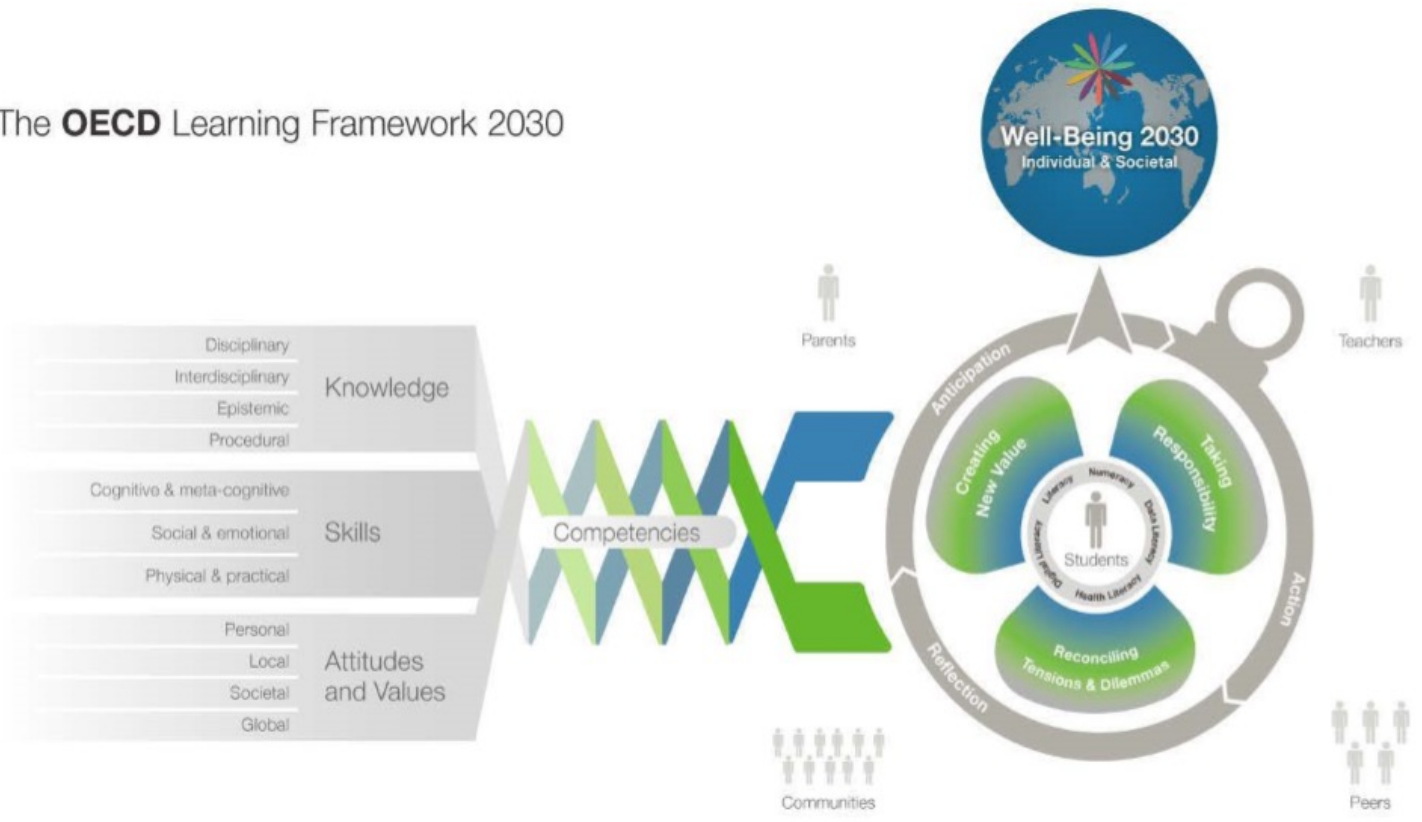 The OECD Learning Framework 2030
Well-Being 2030
Individual & Societal
Disciplinary
Interdisciplinary
Epistemic
Procedural
Knowledge
Cognitive & meta-cognitive
Social & emotional
Physical & practical
Skills
Personal
Local
Societal
Global
Attitudes
and Values
Competencies
Parents
Teachers
Anticipation
Action
Reflection
Creating
New Value
Taking
Responsibility
Reconciling
Tensions & Dilemmas
Literacy
Numeracy
Data Literacy
Health Literacy
Digital Literacy
Students
Communities
Peers